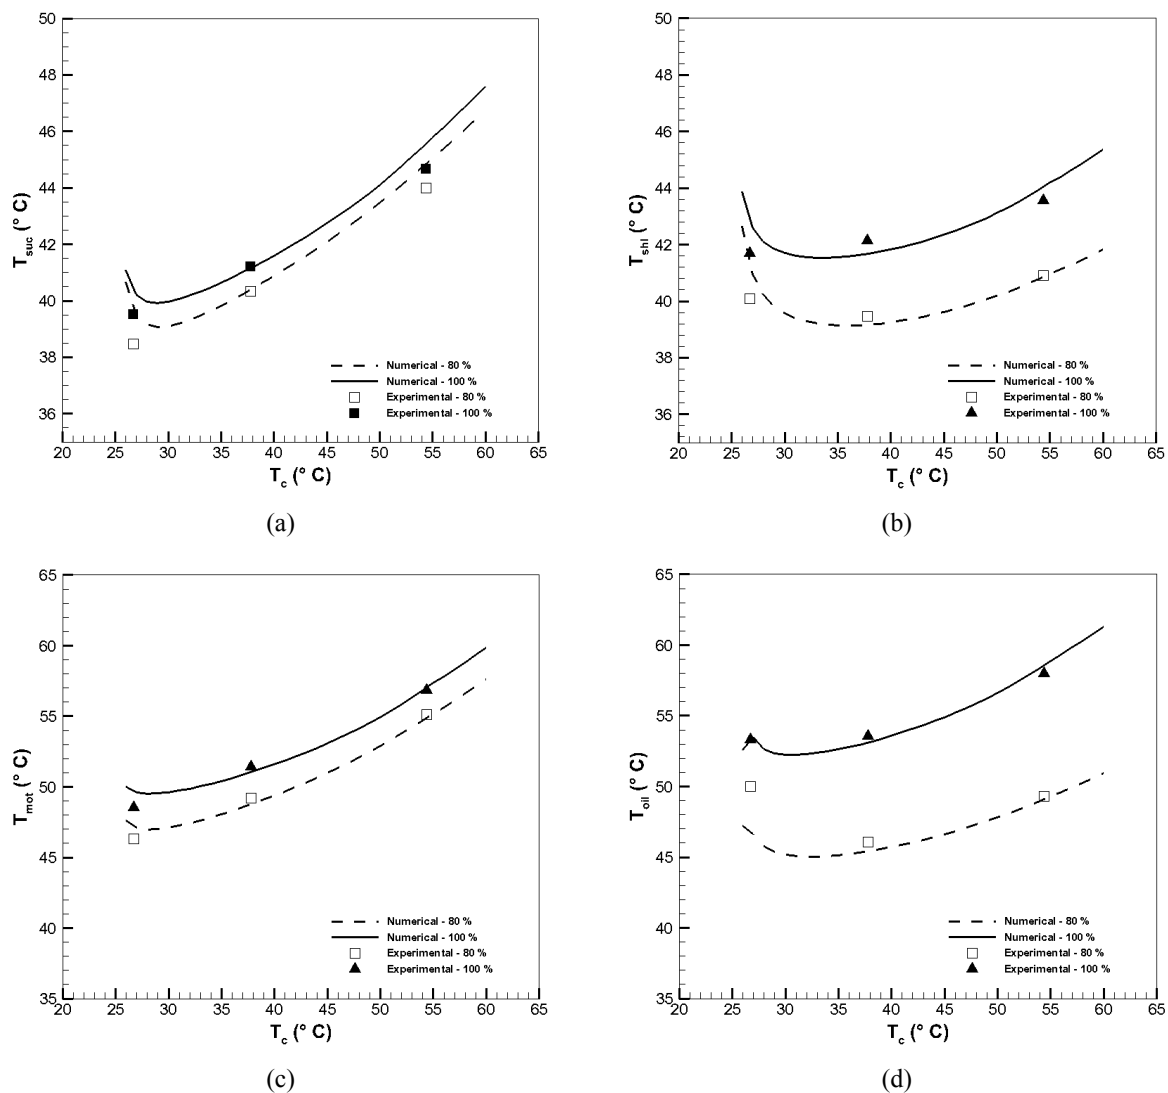 50
48
46
44
42
40
38
36
T_suc (° C)
Numerical - 80 %
Numerical - 100 %
Experimental - 80 %
Experimental - 100 %
20 25 30 35 40 45 50 55 60 65
T_c (° C)
(a)
50
48
46
44
42
40
38
36
T_shl (° C)
Numerical - 80 %
Numerical - 100 %
Experimental - 80 %
Experimental - 100 %
20 25 30 35 40 45 50 55 60 65
T_c (° C)
(b)
65
60
55
50
45
40
35
T_mot (° C)
Numerical - 80 %
Numerical - 100 %
Experimental - 80 %
Experimental - 100 %
20 25 30 35 40 45 50 55 60 65
T_c (° C)
(c)
65
60
55
50
45
40
35
T_oil (° C)
Numerical - 80 %
Numerical - 100 %
Experimental - 80 %
Experimental - 100 %
20 25 30 35 40 45 50 55 60 65
T_c (° C)
(d)